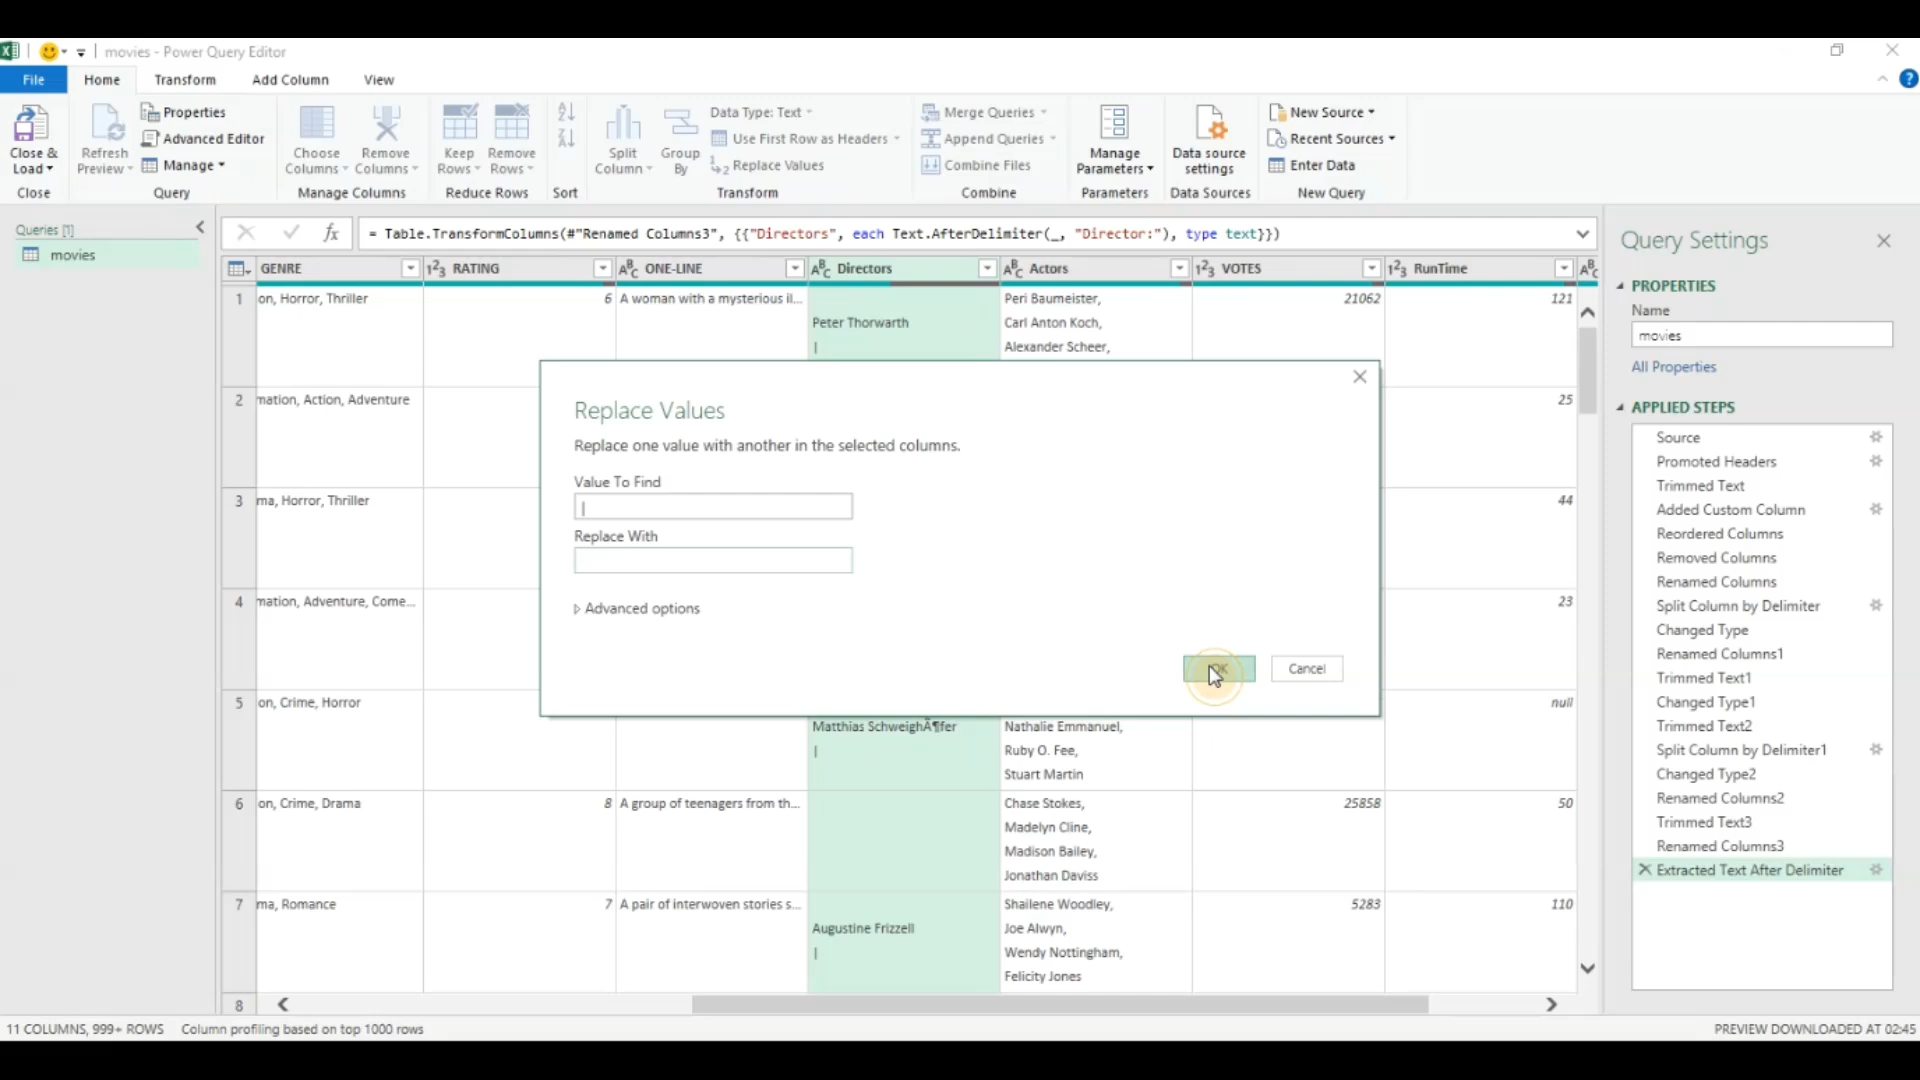 movies - Power Query Editor
File
Home
Transform
Add Column
View
Close &
Load
Close
Refresh
Preview
Properties
Advanced Editor
Manage
Query
Choose
Columns
Remove
Columns
Manage Columns
Keep
Rows
Remove
Rows
Reduce Rows
Sort
Split
Column
Group
By
Data Type: Text
Use First Row as Headers
Replace Values
Transform
Merge Queries
Append Queries
Combine Files
Combine
Manage
Parameters
Parameters
Data source
settings
Data Sources
New Source
Recent Sources
Enter Data
New Query
Queries [1]
movies
fx
= Table.TransformColumns(#"Renamed Columns3", {{"Directors", each Text.AfterDelimiter(_, "Director:"), type text}})
GENRE
1²3 RATING
ABC ONE-LINE
ABC Directors
ABC Actors
1²3 VOTES
1²3 RunTime
ABC
1
on, Horror, Thriller
6
A woman with a mysterious il...
Peter Thorwarth
|
Peri Baumeister,
Carl Anton Koch,
Alexander Scheer,
21062
121
2
mation, Action, Adventure
25
3
ma, Horror, Thriller
44
4
mation, Adventure, Come...
23
5
on, Crime, Horror
Matthias SchweighÃ¶fer
|
Nathalie Emmanuel,
Ruby O. Fee,
Stuart Martin
null
6
on, Crime, Drama
8
A group of teenagers from th...
Chase Stokes,
Madelyn Cline,
Madison Bailey,
Jonathan Daviss
25858
50
7
ma, Romance
7
A pair of interwoven stories s...
Augustine Frizzell
|
Shailene Woodley,
Joe Alwyn,
Wendy Nottingham,
Felicity Jones
5283
110
8
Replace Values
Replace one value with another in the selected columns.
Value To Find
|
Replace With
Advanced options
OK
Cancel
Query Settings
PROPERTIES
Name
movies
All Properties
APPLIED STEPS
Source
Promoted Headers
Trimmed Text
Added Custom Column
Reordered Columns
Removed Columns
Renamed Columns
Split Column by Delimiter
Changed Type
Renamed Columns1
Trimmed Text1
Changed Type1
Trimmed Text2
Split Column by Delimiter1
Changed Type2
Renamed Columns2
Trimmed Text3
Renamed Columns3
Extracted Text After Delimiter
11 COLUMNS, 999+ ROWS
Column profiling based on top 1000 rows
PREVIEW DOWNLOADED AT 02:45